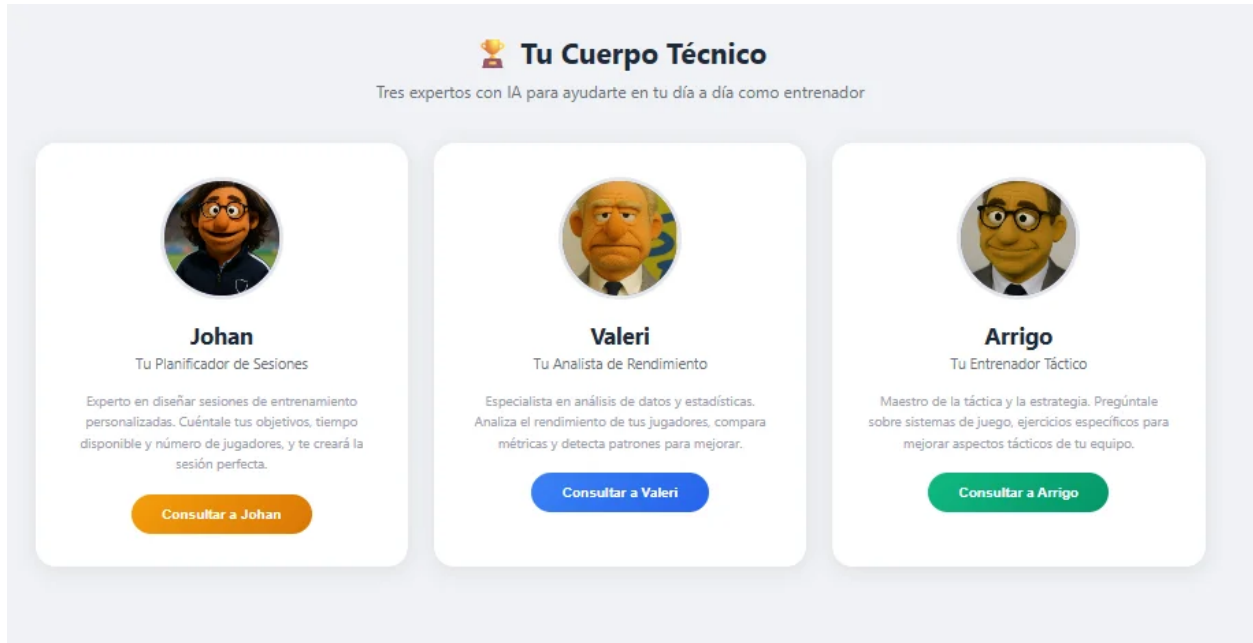 🏆 Tu Cuerpo Técnico
Tres expertos con IA para ayudarte en tu día a día como entrenador
Johan
Tu Planificador de Sesiones
Experto en diseñar sesiones de entrenamiento
personalizadas. Cuéntale tus objetivos, tiempo
disponible y número de jugadores, y te creará la
sesión perfecta.
Consultar a Johan
Valeri
Tu Analista de Rendimiento
Especialista en análisis de datos y estadísticas.
Analiza el rendimiento de tus jugadores, compara
métricas y detecta patrones para mejorar.
Consultar a Valeri
Arrigo
Tu Entrenador Táctico
Maestro de la táctica y la estrategia. Pregúntale
sobre sistemas de juego, ejercicios específicos para
mejorar aspectos tácticos de tu equipo.
Consultar a Arrigo